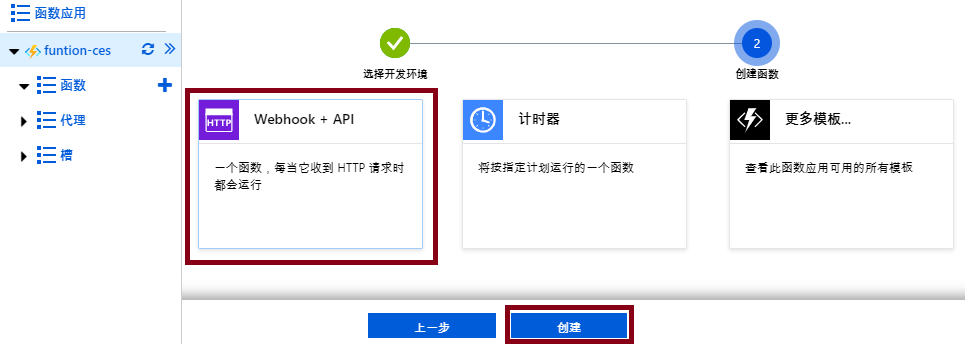 函数应用
funtion-ces
函数
代理
槽
2
选择开发环境
创建函数
HTTP
Webhook + API
一个函数，每当它收到 HTTP 请求时
都会运行
计时器
将按指定计划运行的一个函数
更多模板...
查看此函数应用可用的所有模板
上一步
创建